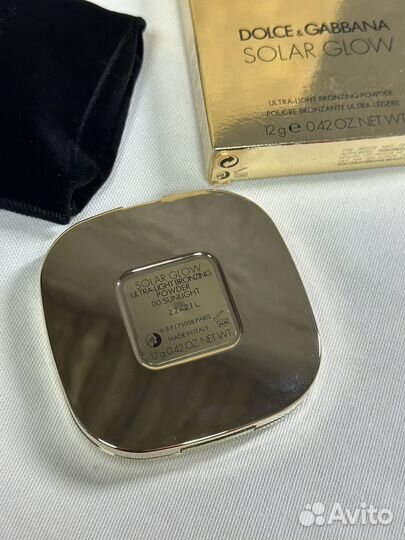 DOLCE & GABBANA
SOLAR GLOW
ULTRA-LIGHT BRONZING POWDER
POUDRE BRONZANTE ULTRA-LÉGÈRE
12 g e 0.42 OZ. NET WT.
SOLAR GLOW
ULTRA-LIGHT BRONZING
POWDER
00 SUNLIGHT
22421L
MADE IN ITALY
12 g 0.42 OZ. NET WT.
Avito